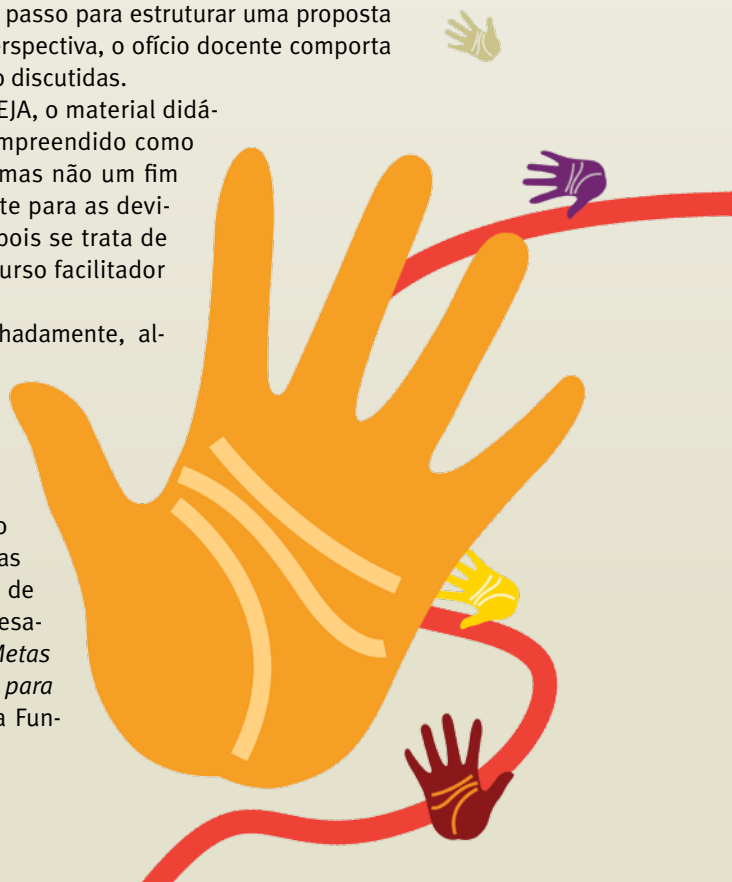 passo para estruturar uma proposta
erspectiva, o ofício docente comporta
o discutidas.
EJA, o material didá-
mpreendido como
mas não um fim
te para as devi-
pois se trata de
urso facilitador
hadamente, al-
o
as
de
esa-
Metas
para
a Fun-